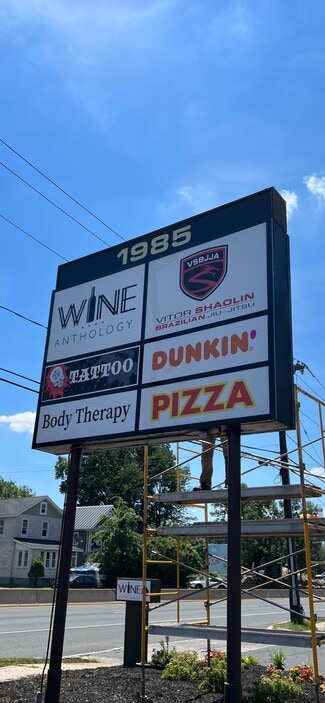 1985
WINE
ANTHOLOGY
VSBJJA
VITOR SHAOLIN
BRAZILIAN JIU-JITSU
TATTOO
DUNKIN'
Body Therapy
PIZZA
WINE